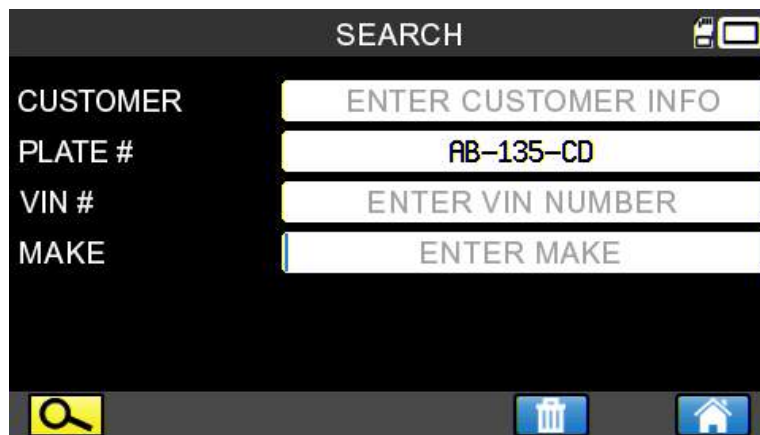 SEARCH
CUSTOMER ENTER CUSTOMER INFO
PLATE # AB-135-CD
VIN # ENTER VIN NUMBER
MAKE ENTER MAKE